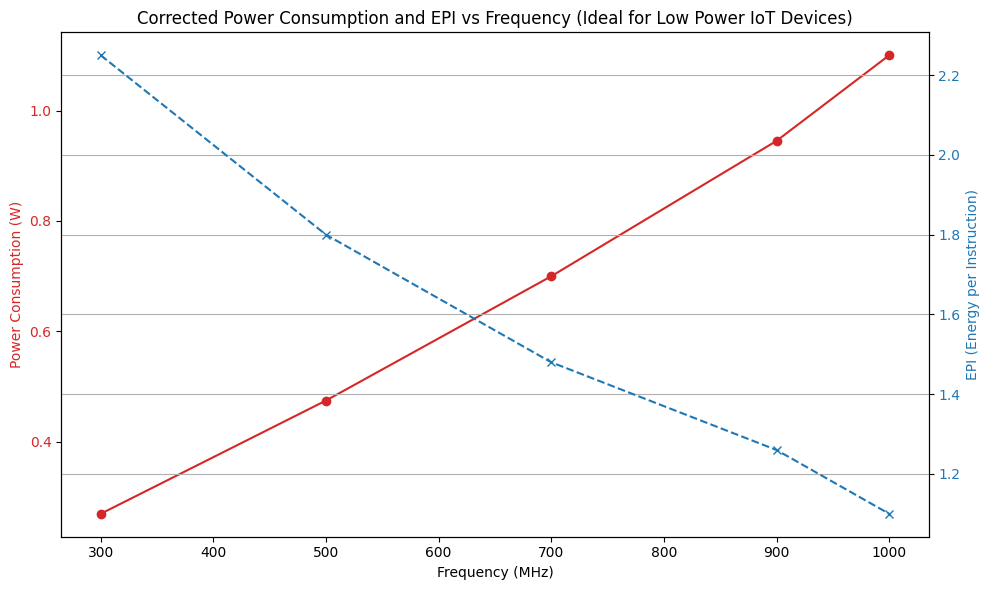 Corrected Power Consumption and EPI vs Frequency (Ideal for Low Power IoT Devices)
Power Consumption (W)
1.0
0.8
0.6
0.4
2.2
2.0
1.8
1.6
1.4
1.2
EPI (Energy per Instruction)
300 400 500 600 700 800 900 1000
Frequency (MHz)